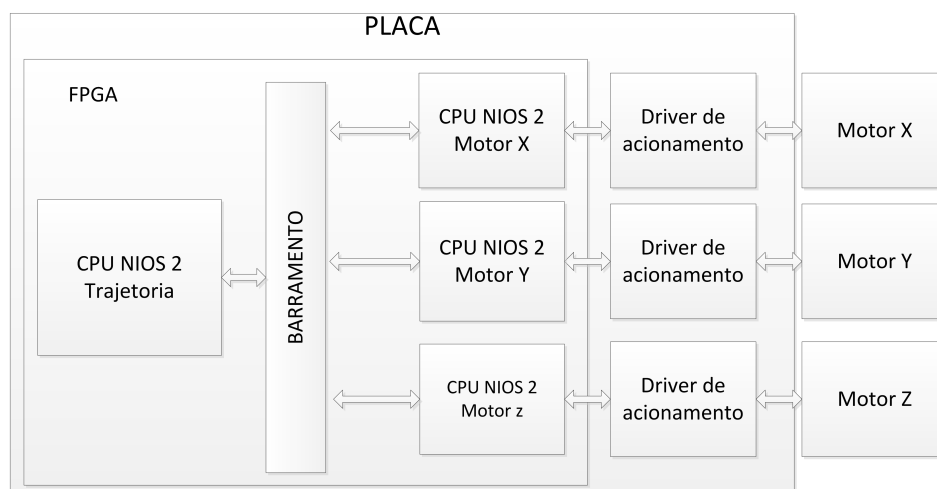 PLACA
FPGA
CPU NIOS 2
Trajetoria
BARRAMENTO
CPU NIOS 2
Motor X
Driver de
acionamento
Motor X
CPU NIOS 2
Motor Y
Driver de
acionamento
Motor Y
CPU NIOS 2
Motor z
Driver de
acionamento
Motor Z